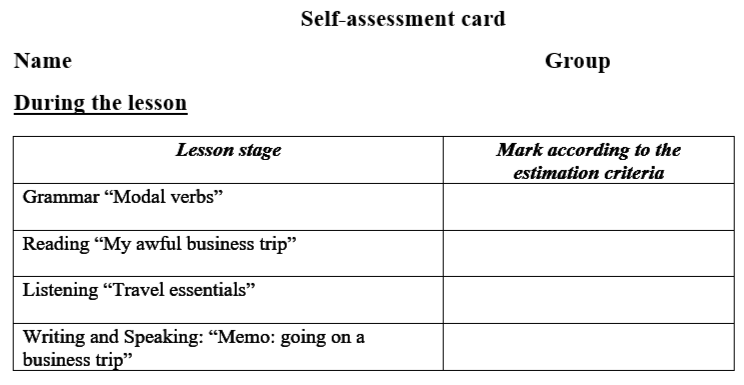 Self-assessment card
Name Group
During the lesson
Lesson stage Mark according to the
estimation criteria
Grammar “Modal verbs”
Reading “My awful business trip”
Listening “Travel essentials”
Writing and Speaking: “Memo: going on a
business trip”